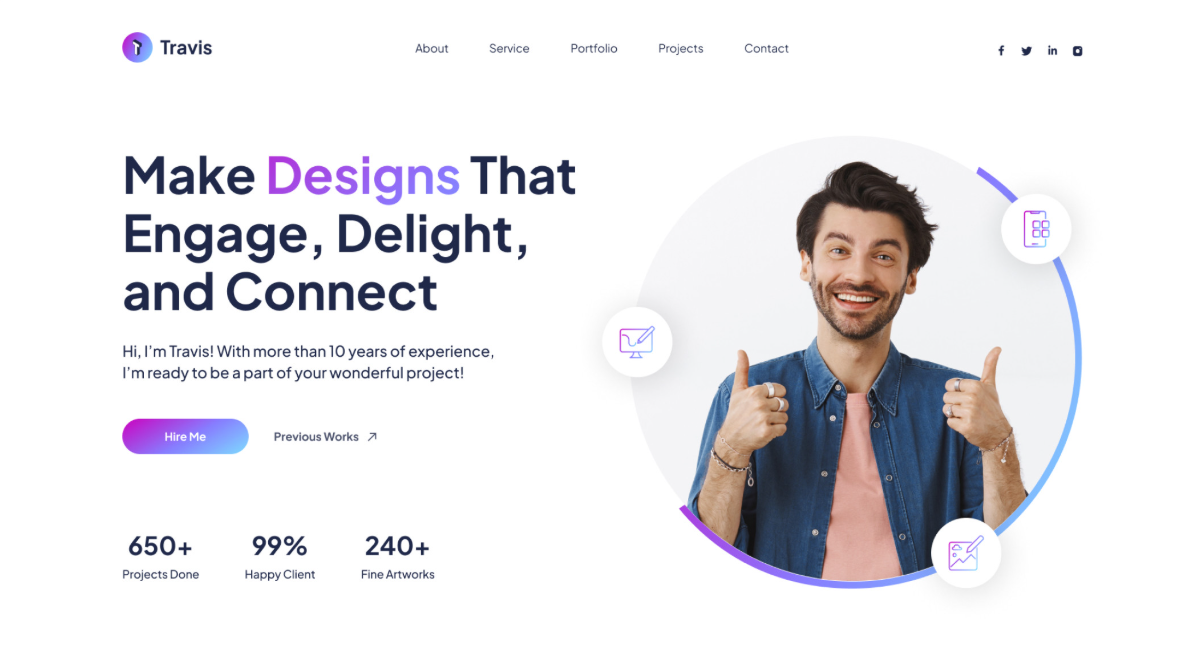 Travis
About
Service
Portfolio
Projects
Contact
Make Designs That
Engage, Delight,
and Connect
Hi, I'm Travis! With more than 10 years of experience,
I'm ready to be a part of your wonderful project!
Hire Me
Previous Works
650+
Projects Done
99%
Happy Client
240+
Fine Artworks